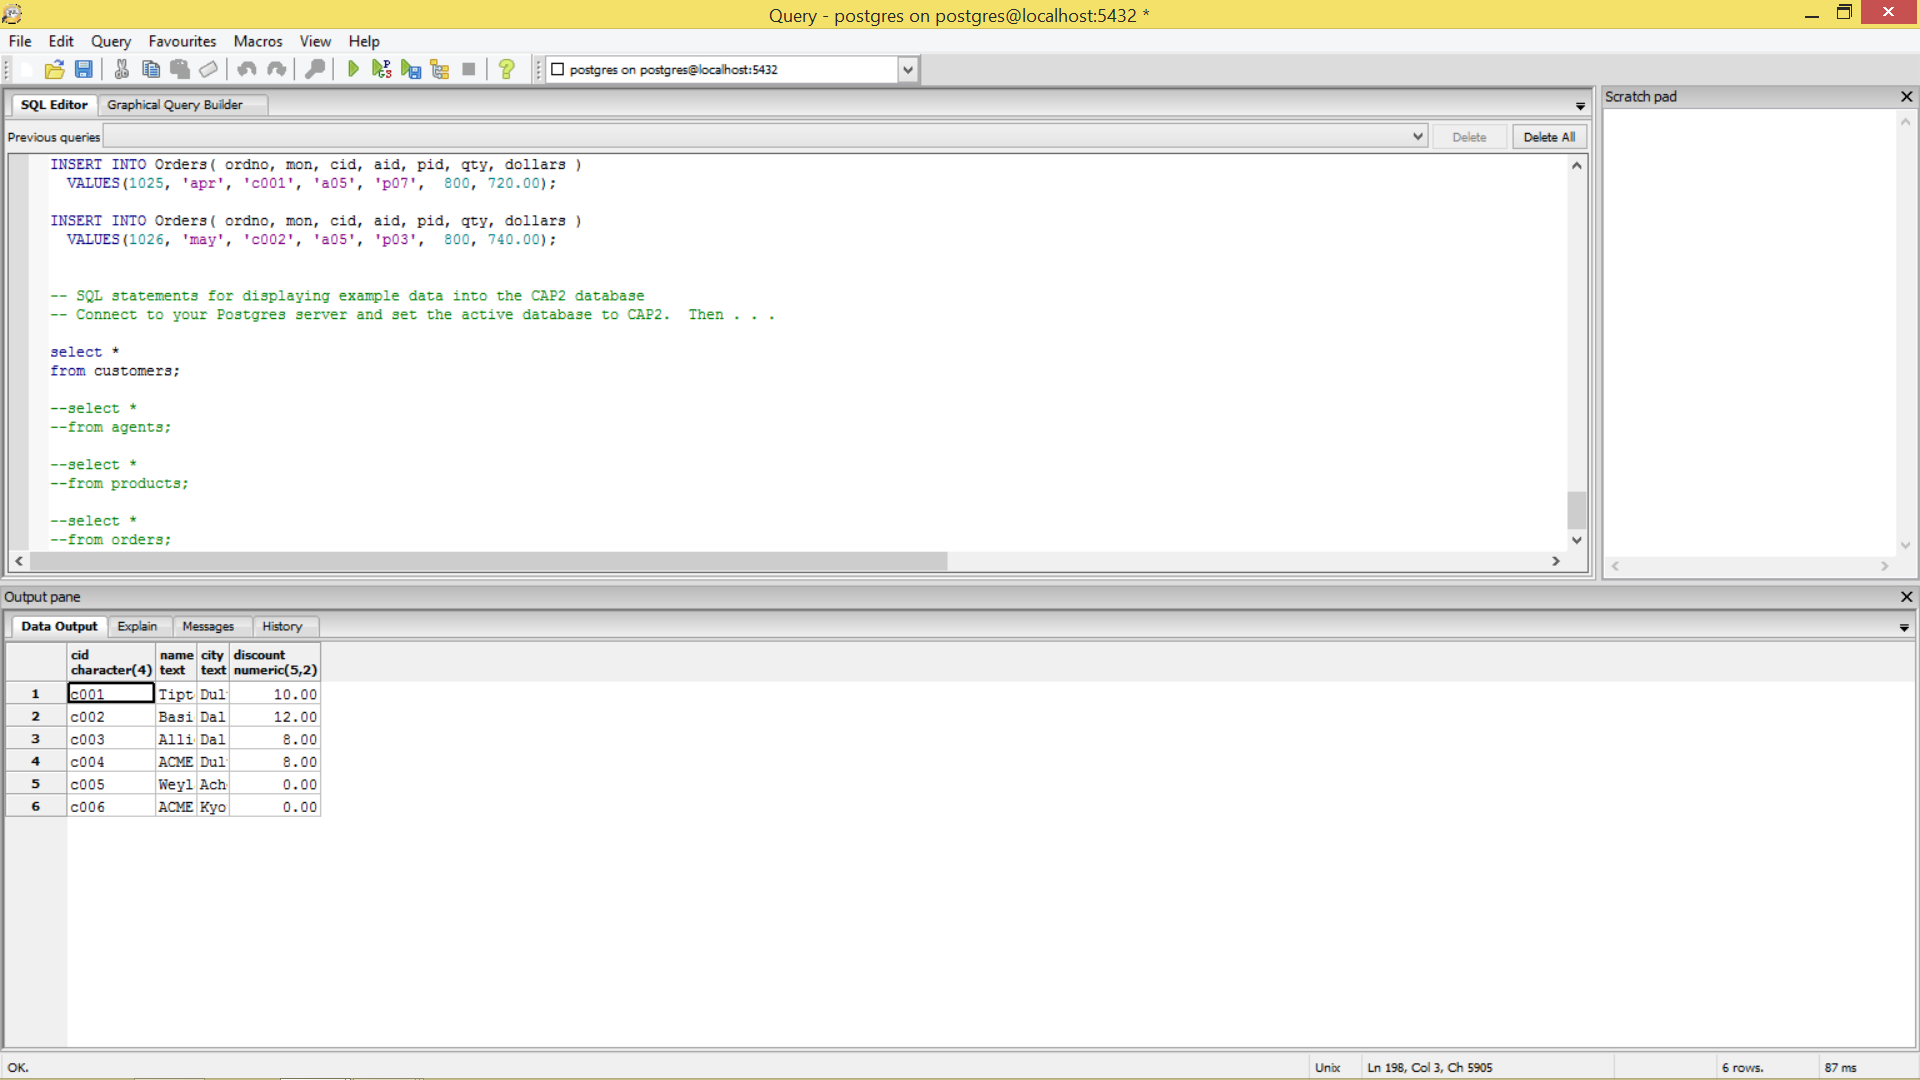 Query - postgres on postgres@localhost:5432 *
File Edit Query Favourites Macros View Help
postgres on postgres@localhost:5432
SQL Editor Graphical Query Builder
Scratch pad
Previous queries Delete Delete All
INSERT INTO Orders( ordno, mon, cid, aid, pid, qty, dollars )
VALUES(1025, 'apr', 'c001', 'a05', 'p07', 800, 720.00);
INSERT INTO Orders( ordno, mon, cid, aid, pid, qty, dollars )
VALUES(1026, 'may', 'c002', 'a05', 'p03', 800, 740.00);
-- SQL statements for displaying example data into the CAP2 database
-- Connect to your Postgres server and set the active database to CAP2. Then . . .
select *
from customers;
--select *
--from agents;
--select *
--from products;
--select *
--from orders;
Output pane
Data Output Explain Messages History
cid name city discount
character(4) text text numeric(5,2)
1 c001 Tipt Dul 10.00
2 c002 Basi Dal 12.00
3 c003 Alli Dal 8.00
4 c004 ACME Dul 8.00
5 c005 Weyl Ach 0.00
6 c006 ACME Kyo 0.00
OK. Unix Ln 198, Col 3, Ch 5905 6 rows. 87 ms